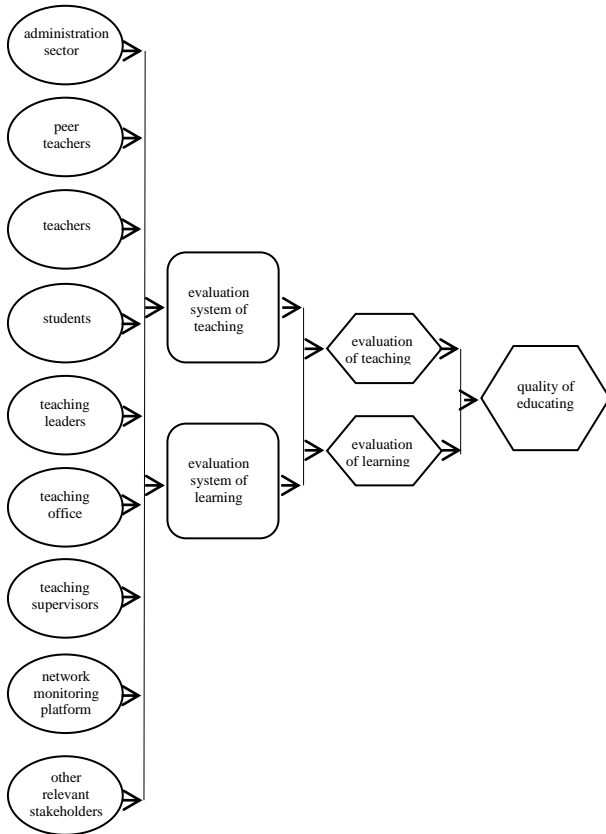 administration
sector
peer
teachers
teachers
students
teaching
leaders
teaching
office
teaching
supervisors
network
monitoring
platform
other
relevant
stakeholders
evaluation
system of
teaching
evaluation
system of
learning
evaluation
of teaching
evaluation
of learning
quality of
educating